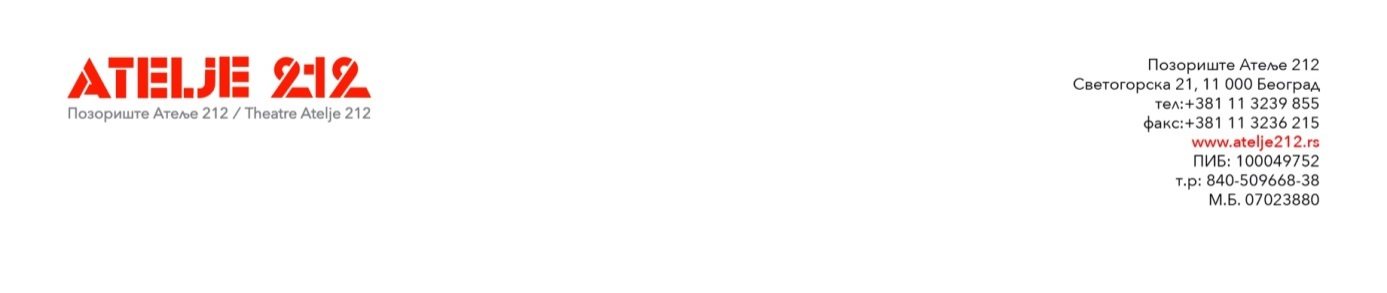 ATELJE 212
Позориште Атеље 212 / Theatre Atelje 212
Позориште Атеље 212
Светогорска 21, 11 000 Београд
тел:+381 11 3239 855
факс:+381 11 3236 215
www.atelje212.rs
ПИБ: 100049752
т.р: 840-509668-38
М.Б. 07023880